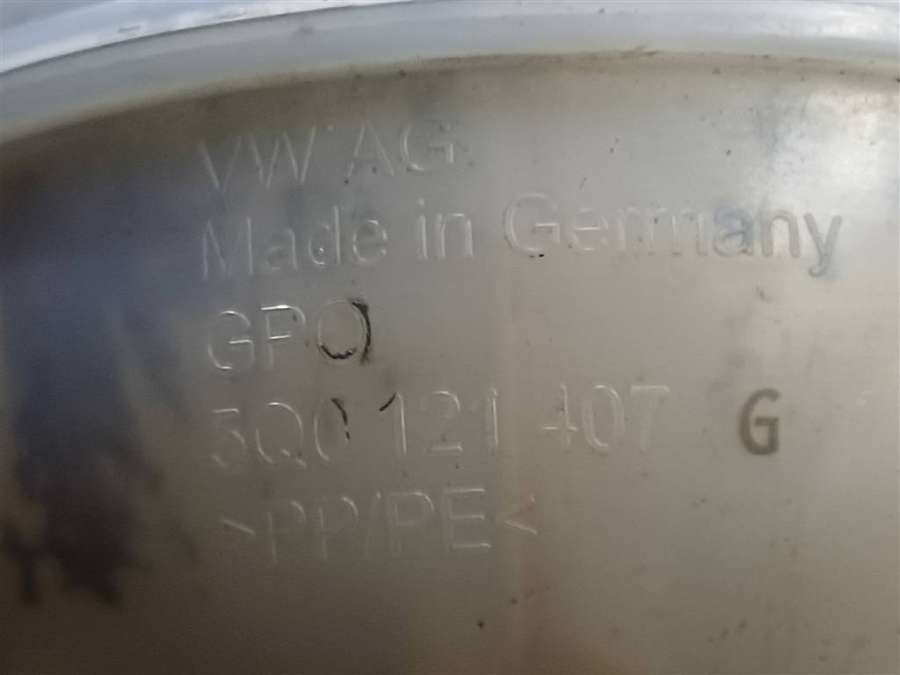 VW AG
Made in Germany
GPO
5Q0 121 407 G
>PP/PE<